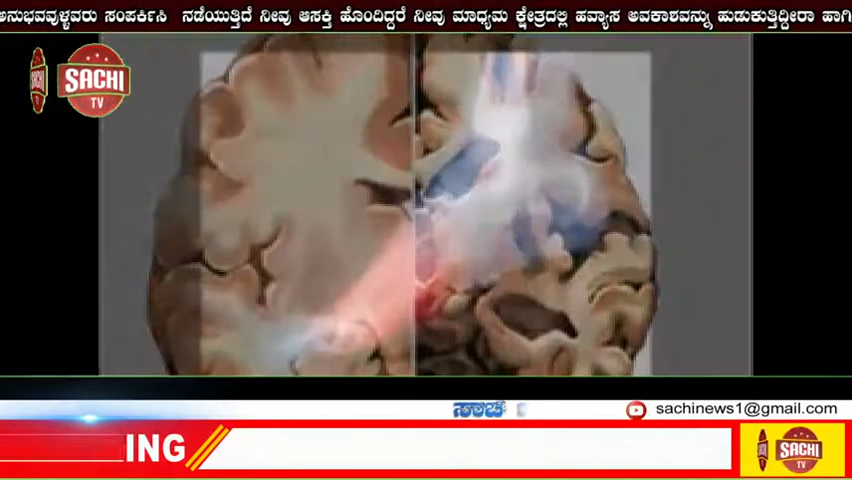 ಅನುಭವವುಳ್ಳವರು ಸಂಪರ್ಕಿಸಿ ನಡೆಯುತ್ತಿದೆ ನೀವು ಆಸಕ್ತಿ ಹೊಂದಿದ್ದರೆ ನೀವು ಮಾಧ್ಯಮ ಕ್ಷೇತ್ರದಲ್ಲಿ ಹವ್ಯಾಸ ಅವಕಾಶವನ್ನು ಹುಡುಕುತ್ತಿದ್ದೀರಾ ಹಾಗಿ
SACHI
TV
sachinews1@gmail.com
ING
SACHI
TV